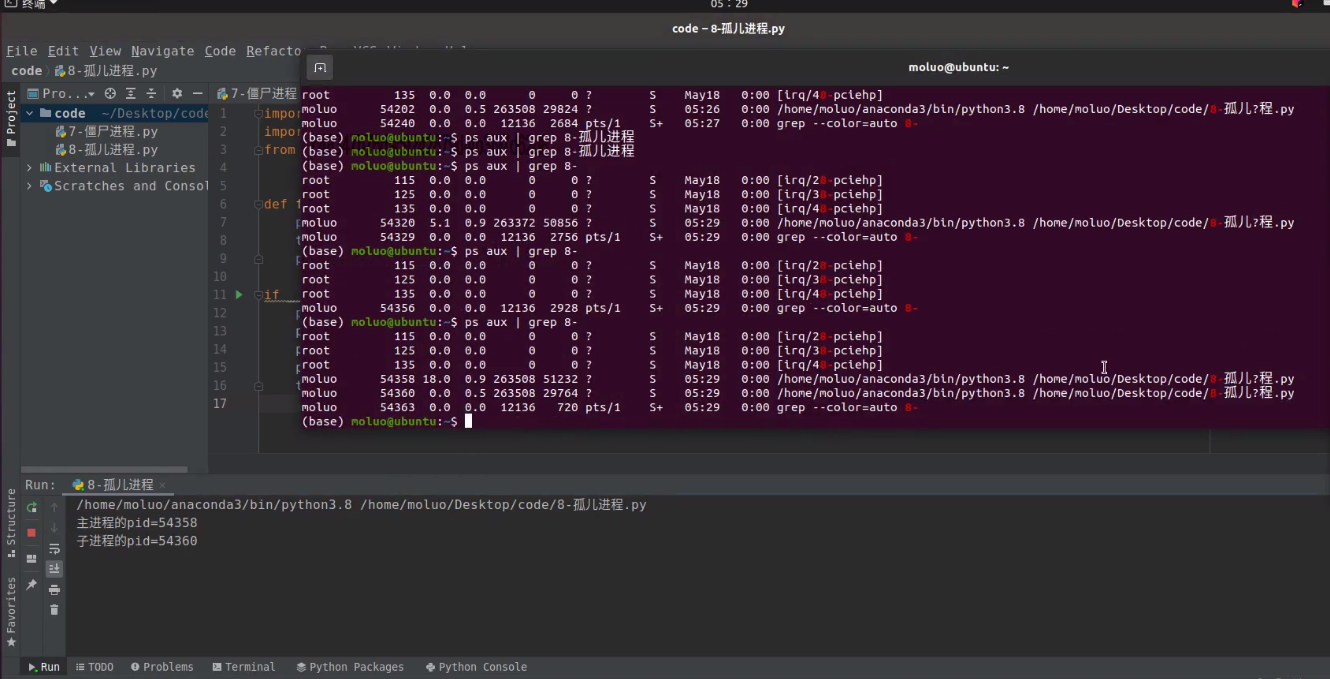 终端
05：29
code – 8-孤儿进程.py
File Edit View Navigate Code Refacto
code 8-孤儿进程.py
moluo@ubuntu: ~
Project
Pro...
7-僵尸进程
code ~/Desktop/code
7-僵尸进程.py
8-孤儿进程.py
External Libraries
Scratches and Consol
1 impor
2 impor
3 from
4
5
6 def f
7 p
8 t
9 p
10
11 if __
12 p
13 p
14 p
15 p
16 t
17
root 135 0.0 0.0 0 0 ? S May18 0:00 [irq/48-pciehp]
moluo 54202 0.0 0.5 263508 29824 ? S 05:26 0:00 /home/moluo/anaconda3/bin/python3.8 /home/moluo/Desktop/code/8-孤儿?程.py
moluo 54240 0.0 0.0 12136 2684 pts/1 S+ 05:27 0:00 grep --color=auto 8-
(base) moluo@ubuntu:~$ ps aux | grep 8-孤儿进程
(base) moluo@ubuntu:~$ ps aux | grep 8-孤儿进程
(base) moluo@ubuntu:~$ ps aux | grep 8-
root 115 0.0 0.0 0 0 ? S May18 0:00 [irq/28-pciehp]
root 125 0.0 0.0 0 0 ? S May18 0:00 [irq/38-pciehp]
root 135 0.0 0.0 0 0 ? S May18 0:00 [irq/48-pciehp]
moluo 54320 5.1 0.9 263372 50856 ? S 05:29 0:00 /home/moluo/anaconda3/bin/python3.8 /home/moluo/Desktop/code/8-孤儿?程.py
moluo 54329 0.0 0.0 12136 2756 pts/1 S+ 05:29 0:00 grep --color=auto 8-
(base) moluo@ubuntu:~$ ps aux | grep 8-
root 115 0.0 0.0 0 0 ? S May18 0:00 [irq/28-pciehp]
root 125 0.0 0.0 0 0 ? S May18 0:00 [irq/38-pciehp]
root 135 0.0 0.0 0 0 ? S May18 0:00 [irq/48-pciehp]
moluo 54356 0.0 0.0 12136 2928 pts/1 S+ 05:29 0:00 grep --color=auto 8-
(base) moluo@ubuntu:~$ ps aux | grep 8-
root 115 0.0 0.0 0 0 ? S May18 0:00 [irq/28-pciehp]
root 125 0.0 0.0 0 0 ? S May18 0:00 [irq/38-pciehp]
root 135 0.0 0.0 0 0 ? S May18 0:00 [irq/48-pciehp]
moluo 54358 18.0 0.9 263508 51232 ? S 05:29 0:00 /home/moluo/anaconda3/bin/python3.8 /home/moluo/Desktop/code/8-孤儿?程.py
moluo 54360 0.0 0.5 263508 29764 ? S 05:29 0:00 /home/moluo/anaconda3/bin/python3.8 /home/moluo/Desktop/code/8-孤儿?程.py
moluo 54363 0.0 0.0 12136 720 pts/1 S+ 05:29 0:00 grep --color=auto 8-
(base) moluo@ubuntu:~$
Run: 8-孤儿进程
/home/moluo/anaconda3/bin/python3.8 /home/moluo/Desktop/code/8-孤儿进程.py
主进程的pid=54358
子进程的pid=54360
Structure
Favorites
Run TODO Problems Terminal Python Packages Python Console